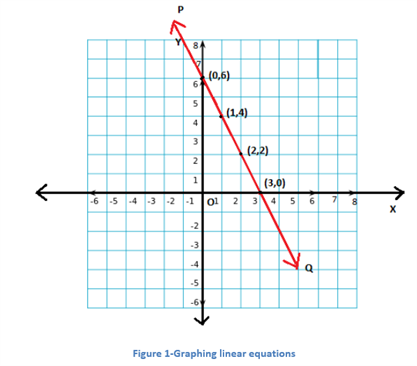 P
Y
8
7
(0,6)
6
5
(1,4)
4
3
(2,2)
2
1
(3,0)
-6 -5 -4 -3 -2 -1 O 1 2 3 4 5 6 7 8
X
-2
-3
-4
Q
-5
-6
Figure 1-Graphing linear equations